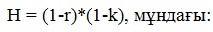 H = (1-r)*(1-k), мұндағы: